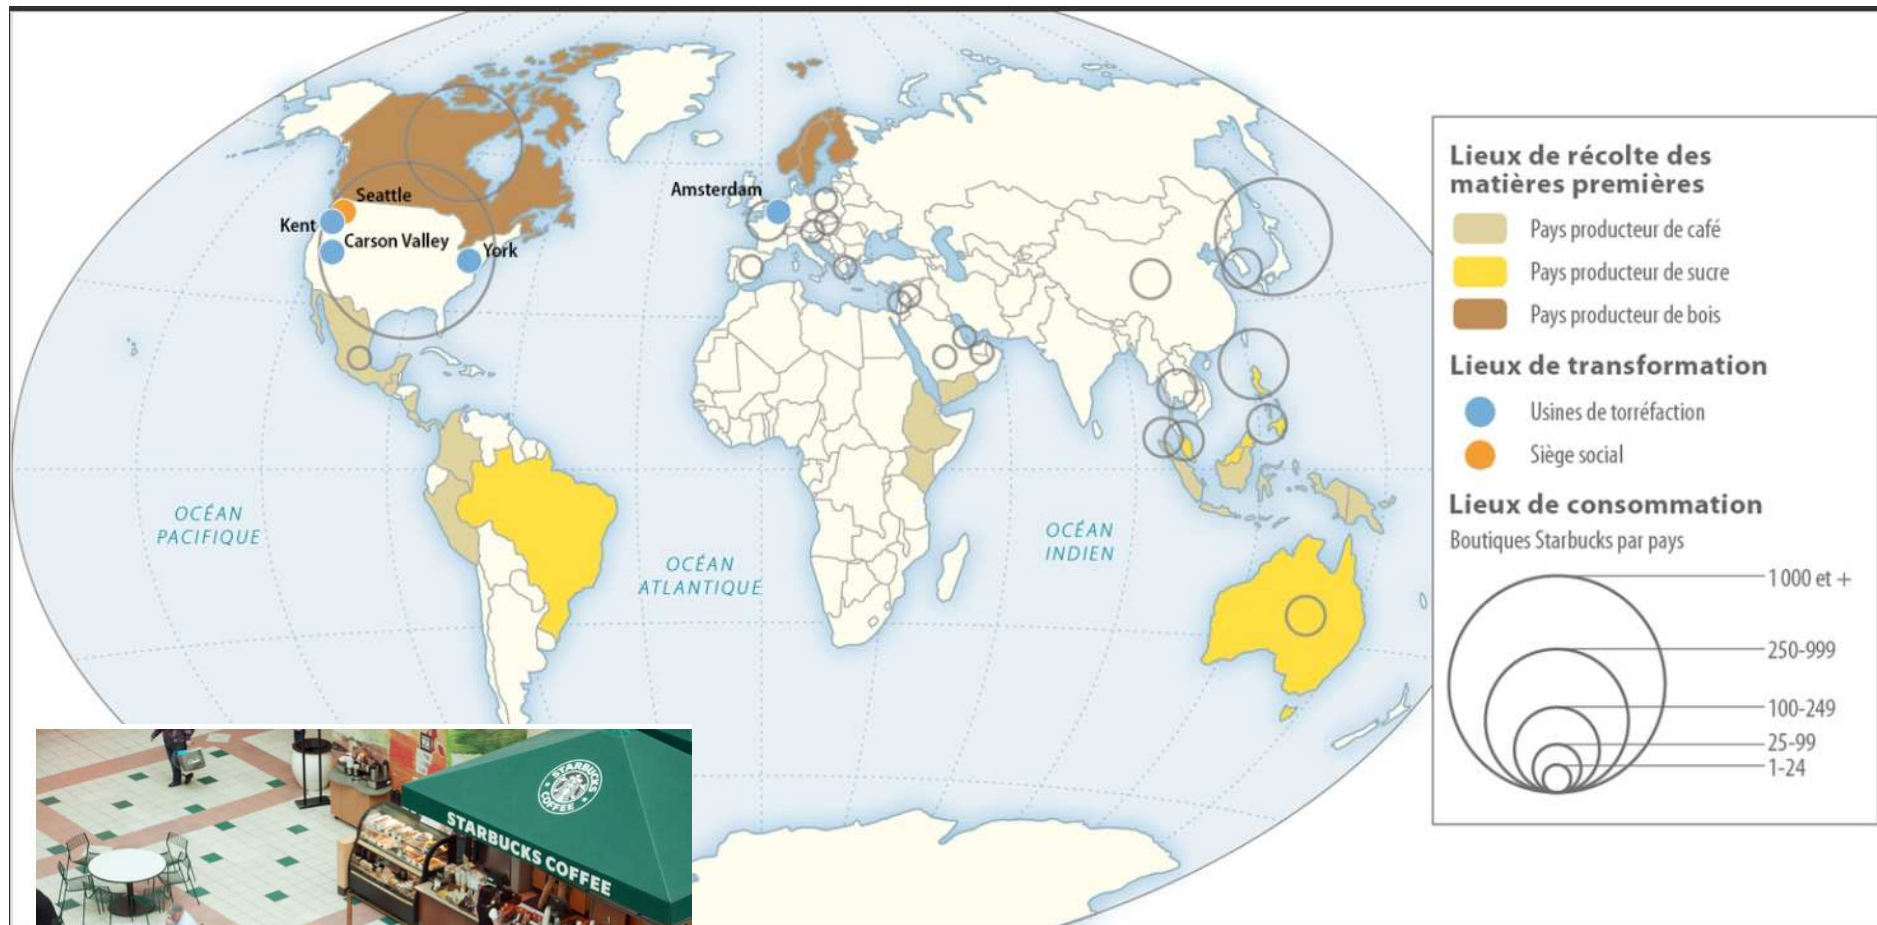 Seattle
Kent
Carson Valley
York
Amsterdam
OCÉAN
PACIFIQUE
OCÉAN
ATLANTIQUE
OCÉAN
INDIEN
Lieux de récolte des
matières premières
Pays producteur de café
Pays producteur de sucre
Pays producteur de bois
Lieux de transformation
Usines de torréfaction
Siège social
Lieux de consommation
Boutiques Starbucks par pays
1 000 et +
250-999
100-249
25-99
1-24
STARBUCKS
COFFEE
STARBUCKS COFFEE